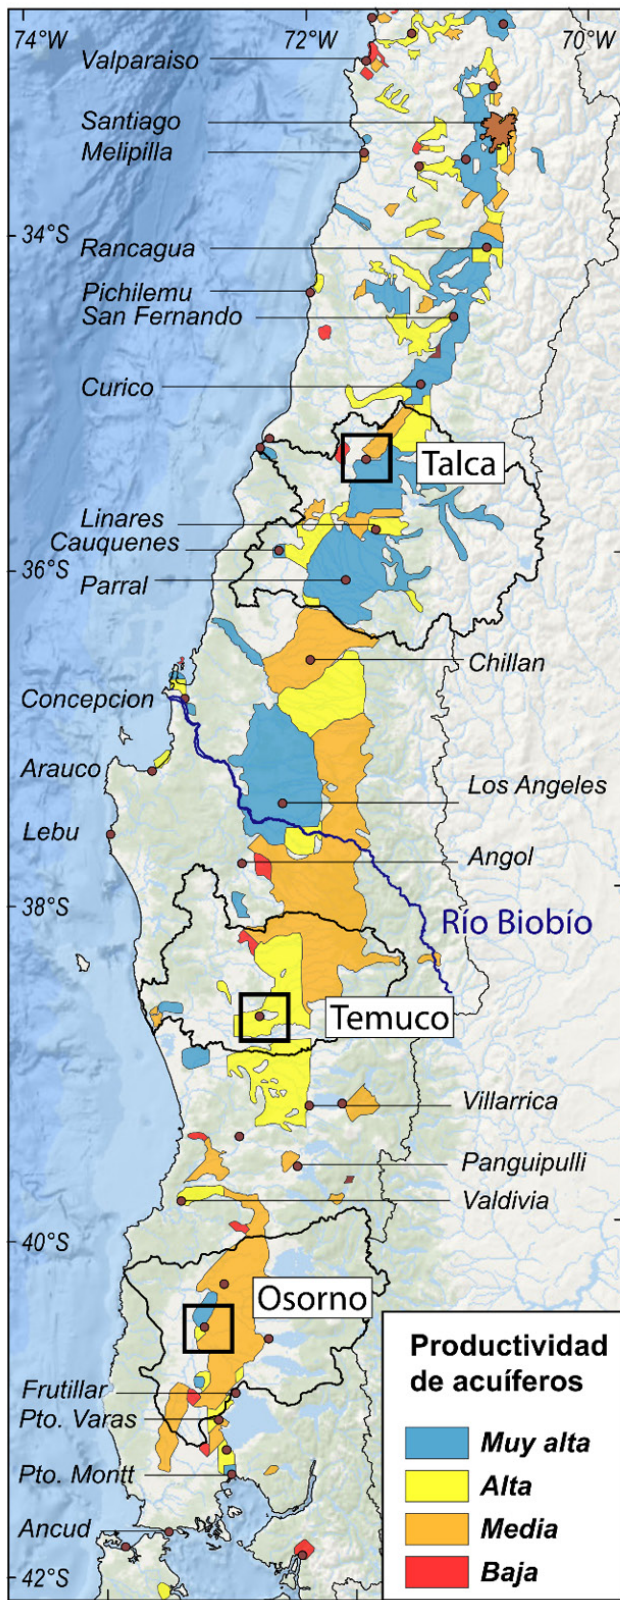 74°W
72°W
70°W
Valparaiso
Santiago
Melipilla
34°S
Rancagua
Pichilemu
San Fernando
Curico
Talca
Linares
Cauquenes
36°S
Parral
Chillan
Concepcion
Arauco
Los Angeles
Lebu
Angol
38°S
Río Biobío
Temuco
Villarrica
Panguipulli
Valdivia
40°S
Osorno
Frutillar
Pto. Varas
Pto. Montt
Ancud
42°S
Productividad
de acuíferos
Muy alta
Alta
Media
Baja